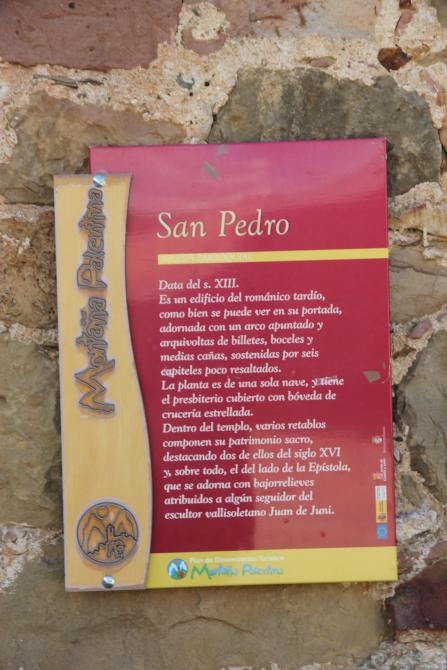 Montaña Palentina
San Pedro
IGLESIA PARROQUIAL
Data del s. XIII.
Es un edificio del románico tardío,
como bien se puede ver en su portada,
adornada con un arco apuntado y
arquivoltas de billetes, boceles y
medias cañas, sostenidas por seis
capiteles poco resaltados.
La planta es de una sola nave, y tiene
el presbiterio cubierto con bóveda de
crucería estrellada.
Dentro del templo, varios retablos
componen su patrimonio sacro,
destacando dos de ellos del siglo XVI
y, sobre todo, el del lado de la Epístola,
que se adorna con bajorrelieves
atribuidos a algún seguidor del
escultor vallisoletano Juan de Juni.
Plan de Dinamización Turística
Montaña Palentina